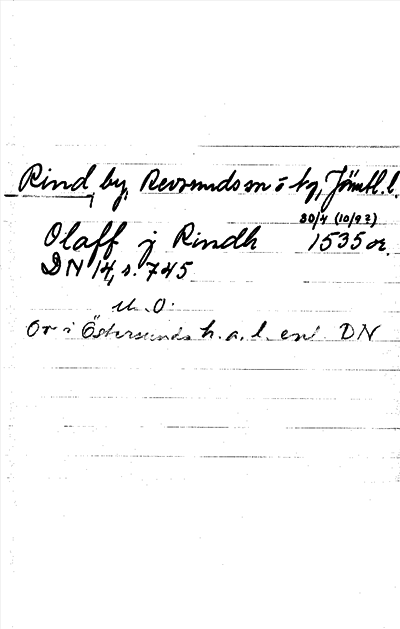 Rind, by, Revsunds sn o hg, Jämtl. l.
30/4 (10/9?)
Olaff j Rindh 1535 or.
DN 14, s. 745
U. O.
Or i Östersunds h. a. l. enl DN